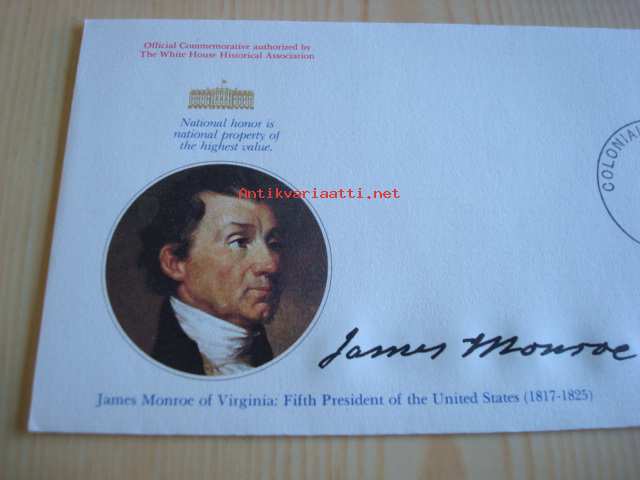 Official Commemorative authorized by
The White House Historical Association
National honor is
national property of
the highest value.
Antikvariaatti.net
COLONIAL
James Monroe
James Monroe of Virginia: Fifth President of the United States (1817-1825)